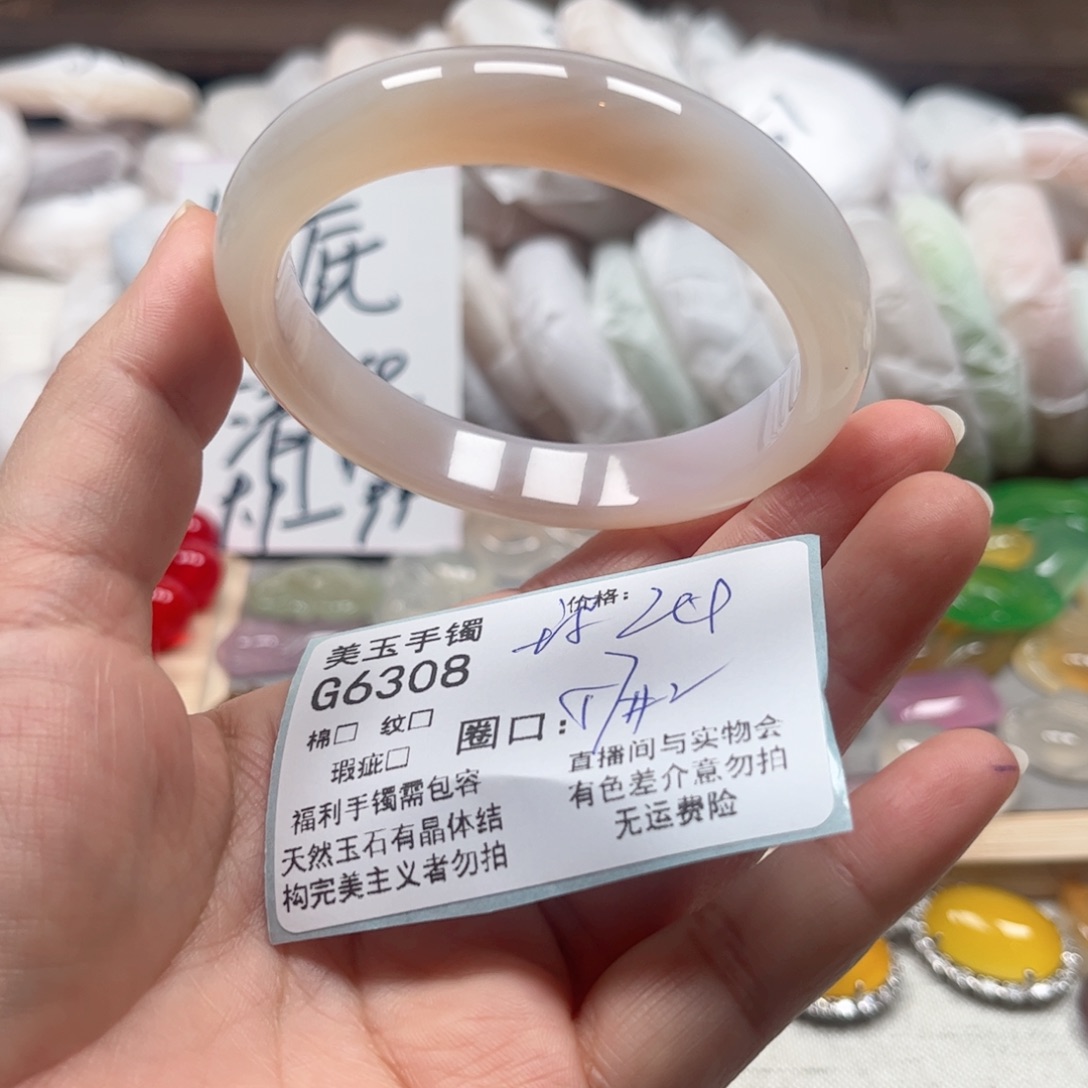 疵
美玉手镯
G6308
价格:
棉□ 纹□
圈口:
瑕疵□
福利手镯需包容
天然玉石有晶体结
构完美主义者勿拍
直播间与实物会
有色差介意勿拍
无运费险